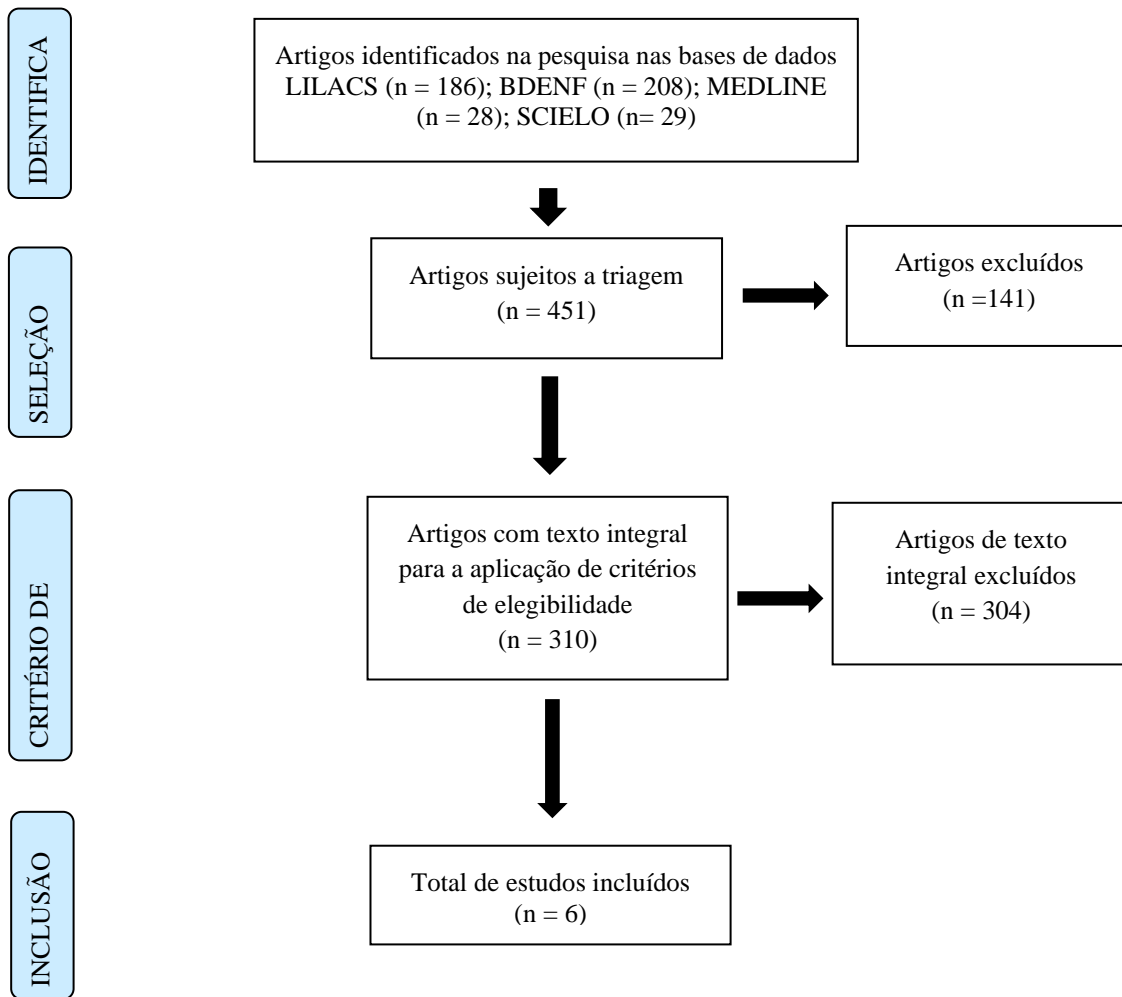 IDENTIFICA
Artigos identificados na pesquisa nas bases de dados
LILACS (n = 186); BDENF (n = 208); MEDLINE
(n = 28); SCIELO (n= 29)
SELEÇÃO
Artigos sujeitos a triagem
(n = 451)
Artigos excluídos
(n =141)
CRITÉRIO DE
Artigos com texto integral
para a aplicação de critérios
de elegibilidade
(n = 310)
Artigos de texto
integral excluídos
(n = 304)
INCLUSÃO
Total de estudos incluídos
(n = 6)